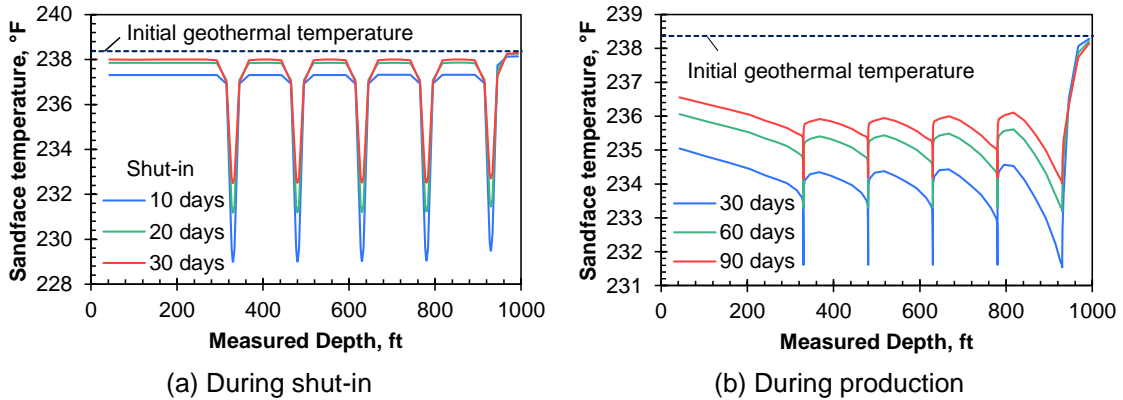 240
238
236
234
232
230
228
Sandface temperature, °F
Initial geothermal temperature
Shut-in
10 days
20 days
30 days
0 200 400 600 800 1000
Measured Depth, ft
(a) During shut-in
239
238
237
236
235
234
233
232
231
Sandface temperature, °F
Initial geothermal temperature
30 days
60 days
90 days
0 200 400 600 800 1000
Measured Depth, ft
(b) During production